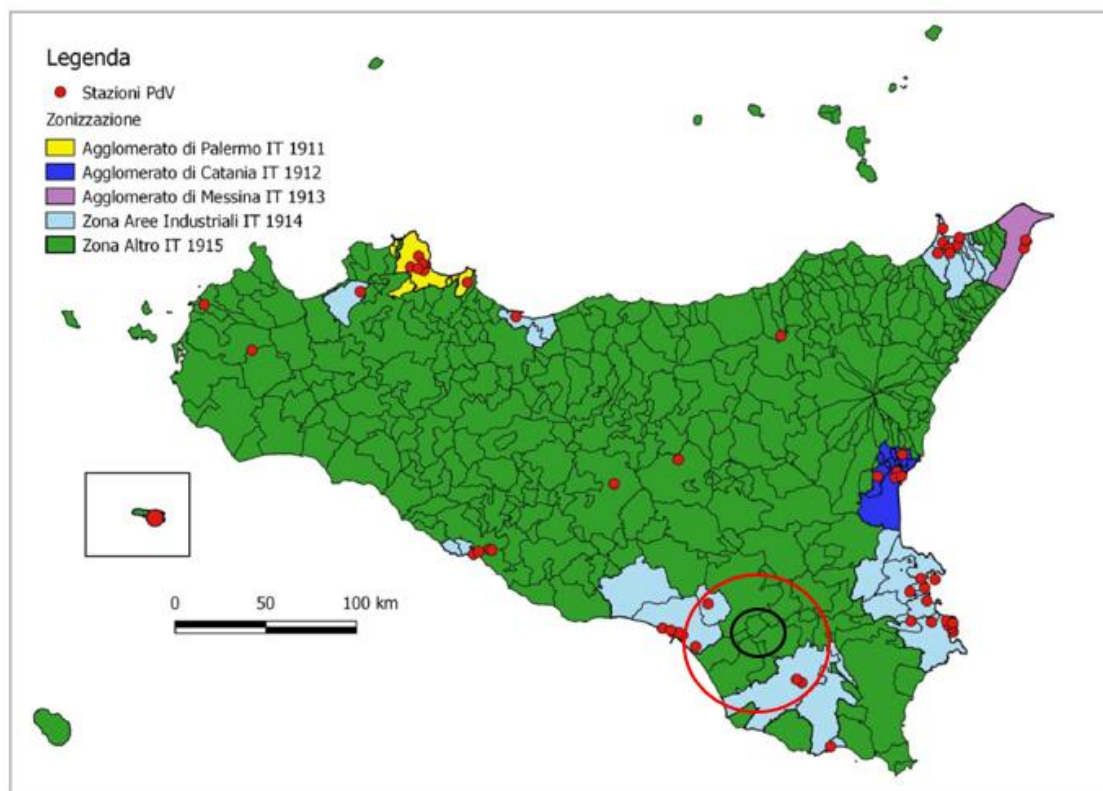 Legenda
Stazioni PdV
Zonizzazione
Agglomerato di Palermo IT 1911
Agglomerato di Catania IT 1912
Agglomerato di Messina IT 1913
Zona Aree Industriali IT 1914
Zona Altro IT 1915
0 50 100 km